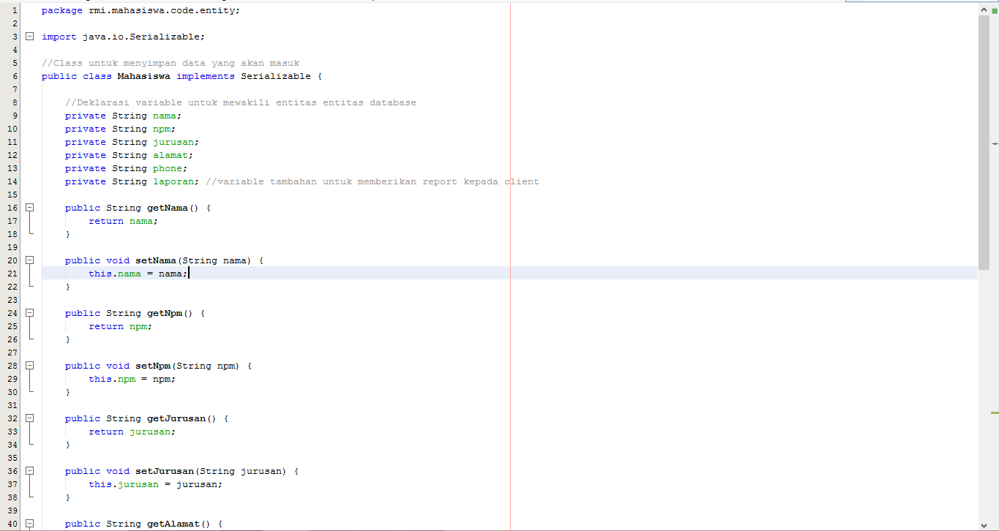 1 package rmi.mahasiswa.code.entity;
2
3 import java.io.Serializable;
4
5 //Class untuk menyimpan data yang akan masuk
6 public class Mahasiswa implements Serializable {
7
8 //Deklarasi variable untuk mewakili entitas entitas database
9 private String nama;
10 private String npm;
11 private String jurusan;
12 private String alamat;
13 private String phone;
14 private String laporan; //variable tambahan untuk memberikan report kepada client
15
16 public String getNama() {
17 return nama;
18 }
19
20 public void setNama(String nama) {
21 this.nama = nama;
22 }
23
24 public String getNpm() {
25 return npm;
26 }
27
28 public void setNpm(String npm) {
29 this.npm = npm;
30 }
31
32 public String getJurusan() {
33 return jurusan;
34 }
35
36 public void setJurusan(String jurusan) {
37 this.jurusan = jurusan;
38 }
39
40 public String getAlamat() {